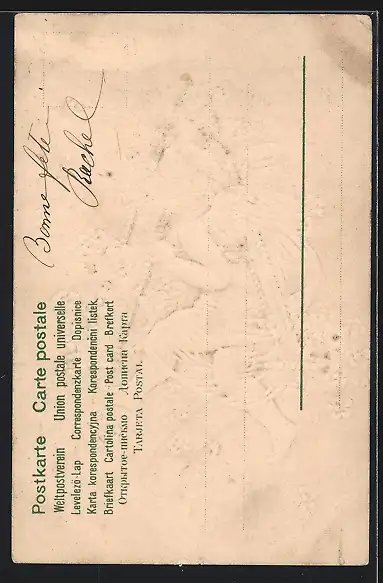 Postkarte - Carte postale
Weltpostverein - Union postale universelle
Levelező-Lap - Correspondenzkarte - Dopisnice
Karta korespondencyjna - Korespondenční listek
Briefkaart - Cartolina postale - Post card - Brefkort
Открытое письмо - Дописна Карта
TARJETA POSTAL
Bonne fête
Rachel